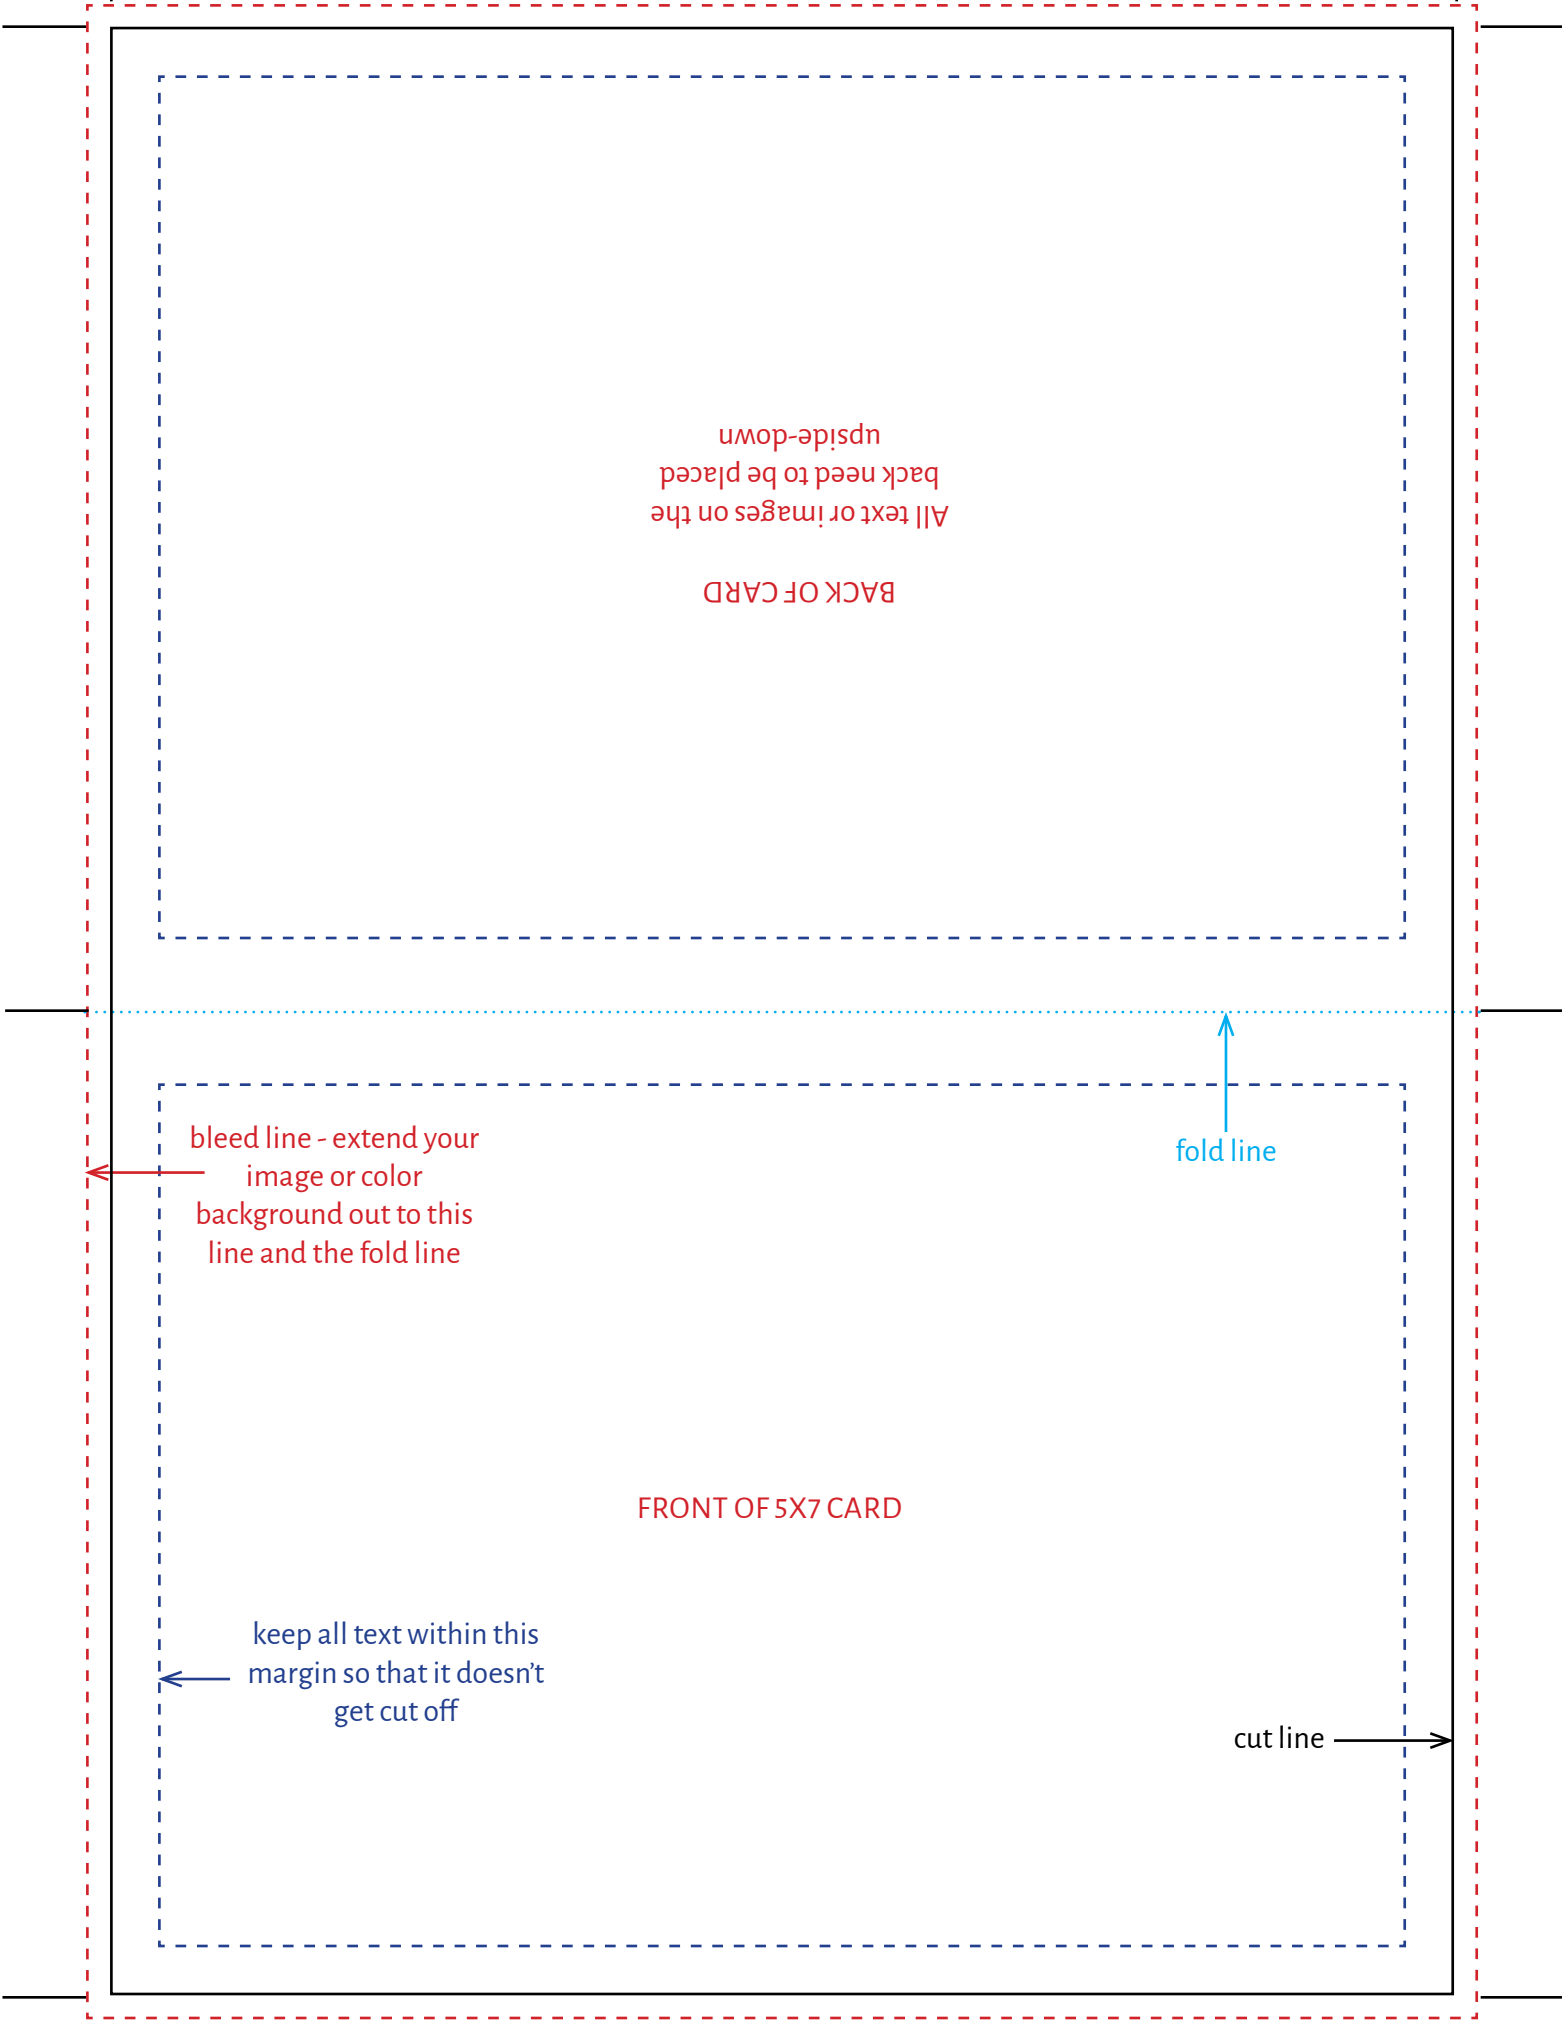 BACK OF CARD
All text or images on the
back need to be placed
upside-down
fold line
bleed line - extend your
image or color
background out to this
line and the fold line
FRONT OF 5X7 CARD
keep all text within this
margin so that it doesn't
get cut off
cut line